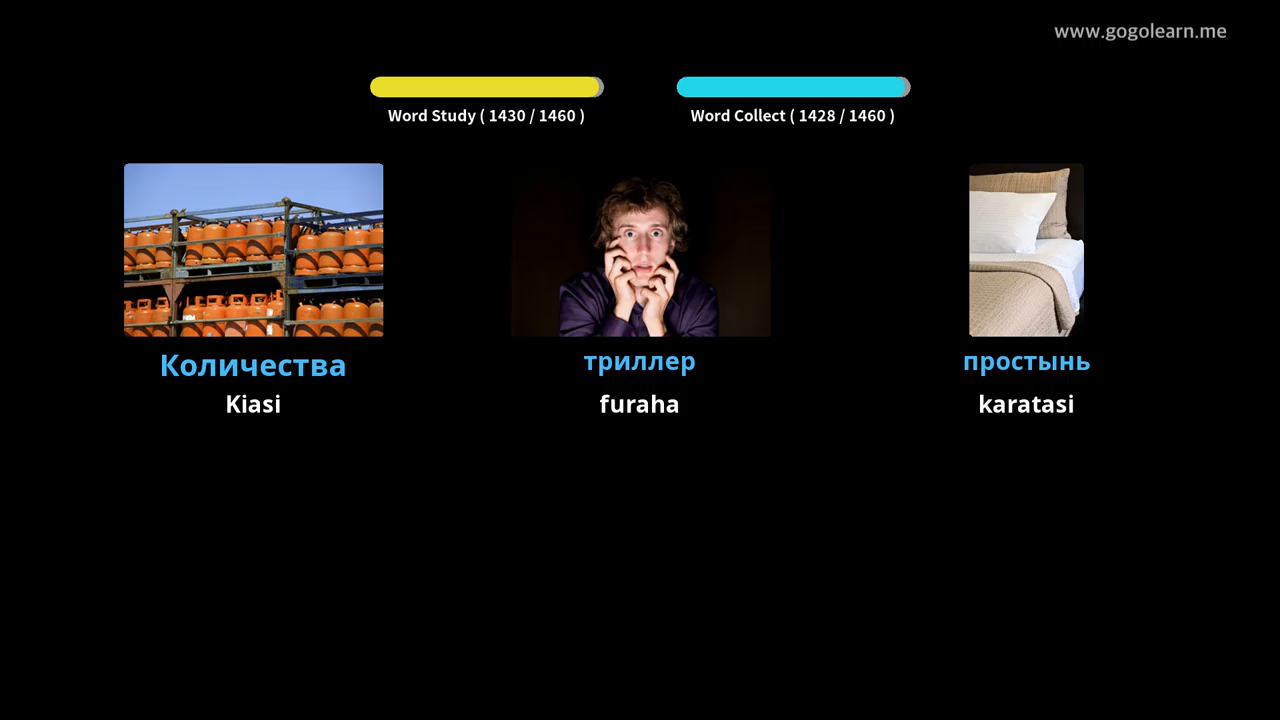 www.gogolearn.me
Word Study ( 1430 / 1460 )
Word Collect ( 1428 / 1460 )
Количества
Kiasi
триллер
furaha
простынь
karatasi